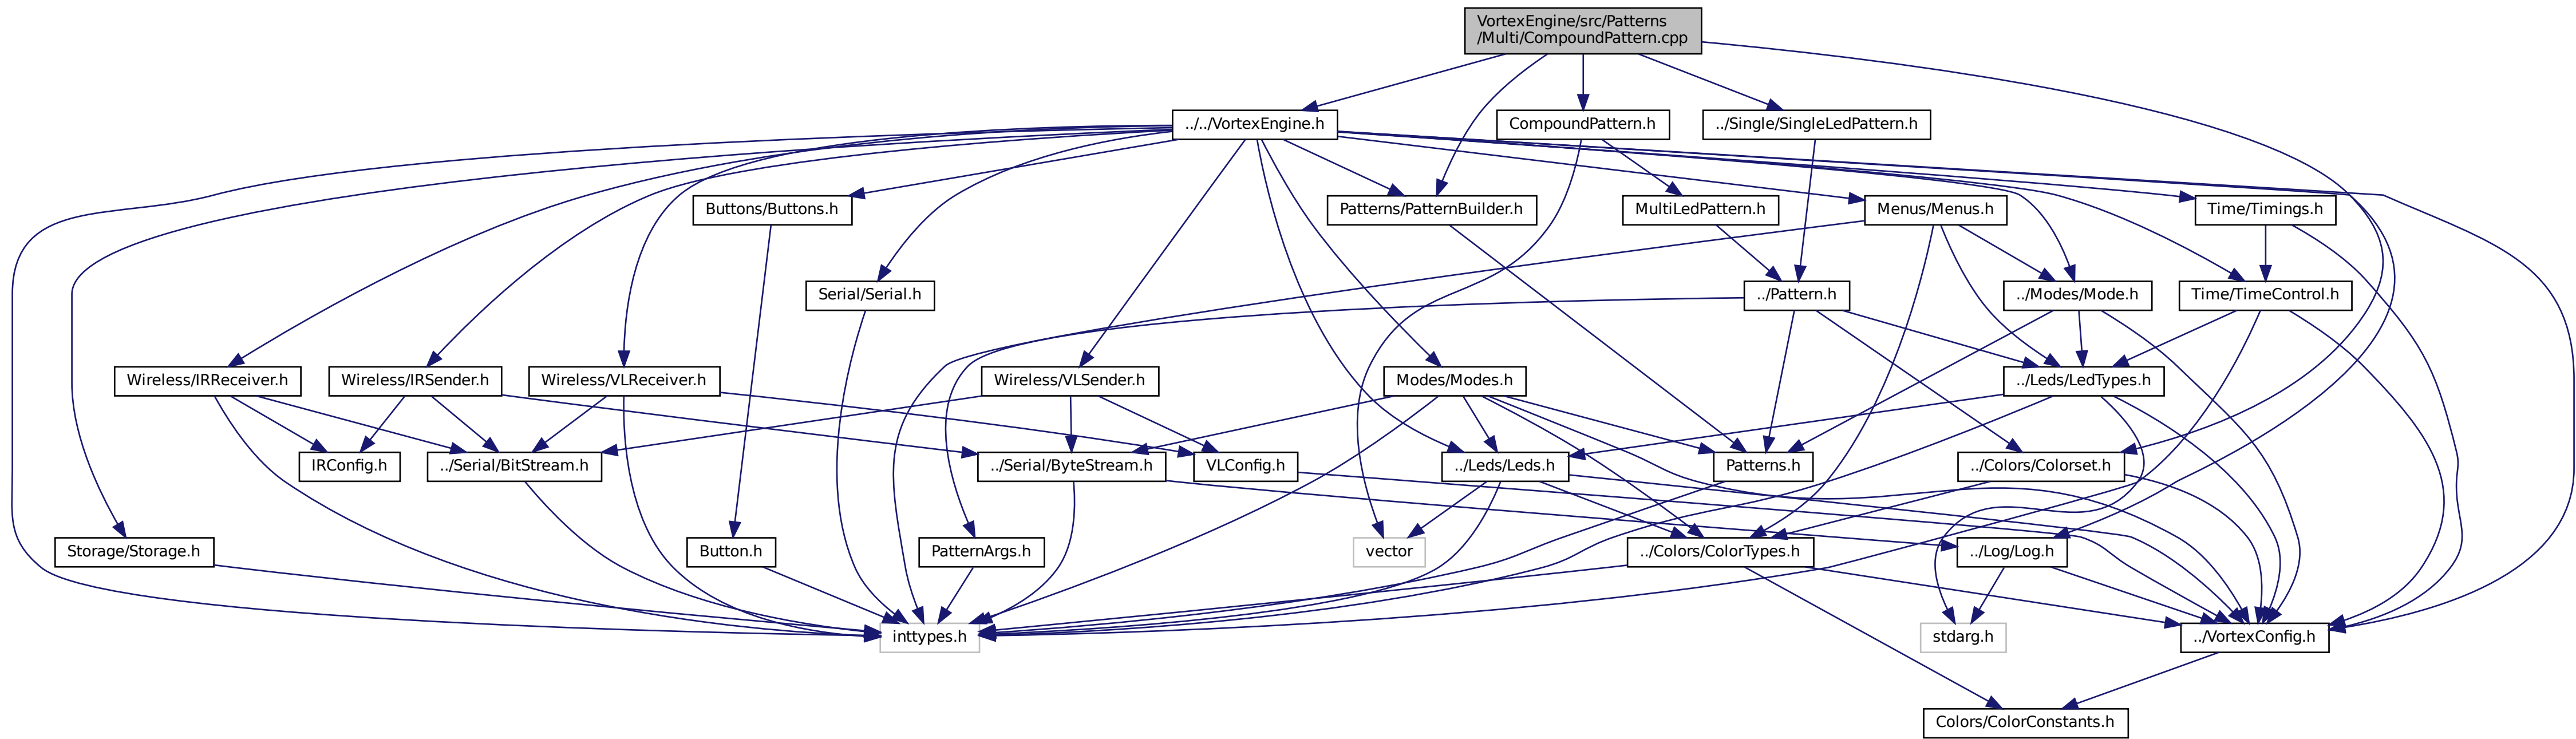 VortexEngine/src/Patterns
/Multi/CompoundPattern.cpp
../../VortexEngine.h
CompoundPattern.h
../Single/SingleLedPattern.h
Buttons/Buttons.h
Patterns/PatternBuilder.h
MultiLedPattern.h
Menus/Menus.h
Time/Timings.h
Serial/Serial.h
../Pattern.h
../Modes/Mode.h
Time/TimeControl.h
Wireless/IRReceiver.h
Wireless/IRSender.h
Wireless/VLReceiver.h
Wireless/VLSender.h
Modes/Modes.h
../Leds/LedTypes.h
IRConfig.h
../Serial/BitStream.h
../Serial/ByteStream.h
VLConfig.h
../Leds/Leds.h
Patterns.h
../Colors/Colorset.h
Storage/Storage.h
Button.h
PatternArgs.h
vector
../Colors/ColorTypes.h
../Log/Log.h
inttypes.h
stdarg.h
../VortexConfig.h
Colors/ColorConstants.h